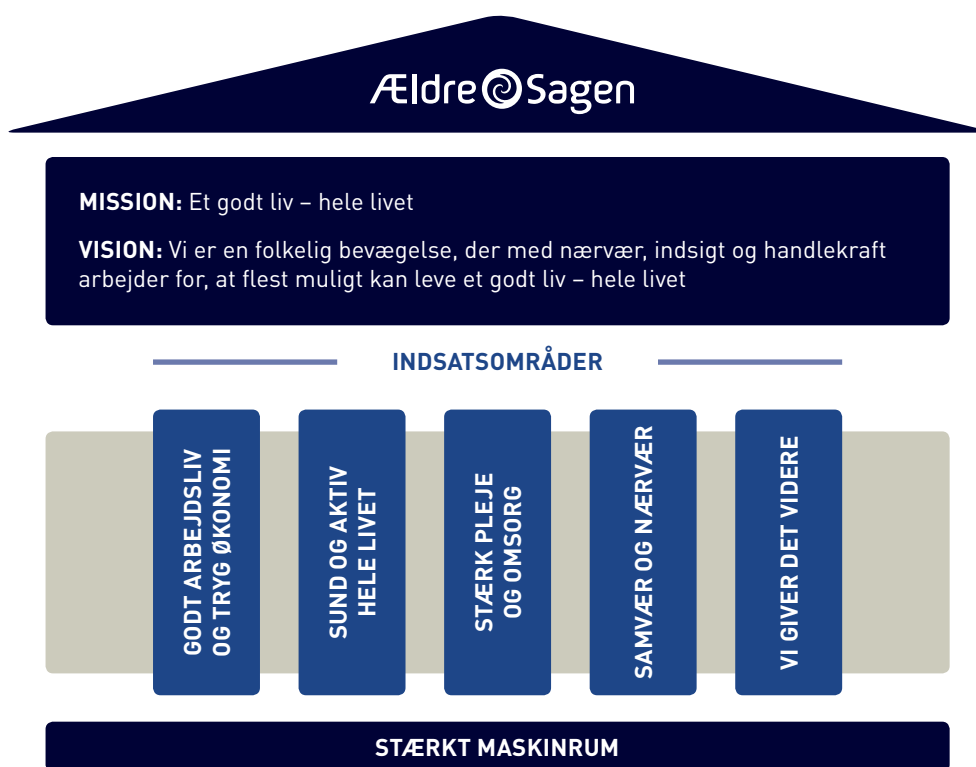 Ældre Sagen
MISSION: Et godt liv – hele livet
VISION: Vi er en folkelig bevægelse, der med nærvær, indsigt og handlekraft
arbejder for, at flest muligt kan leve et godt liv – hele livet
INDSATSOMRÅDER
GODT ARBEJDSLIV
OG TRYG ØKONOMI
SUND OG AKTIV
HELE LIVET
STÆRK PLEJE
OG OMSORG
SAMVÆR OG NÆRVÆR
VI GIVER DET VIDERE
STÆRKT MASKINRUM